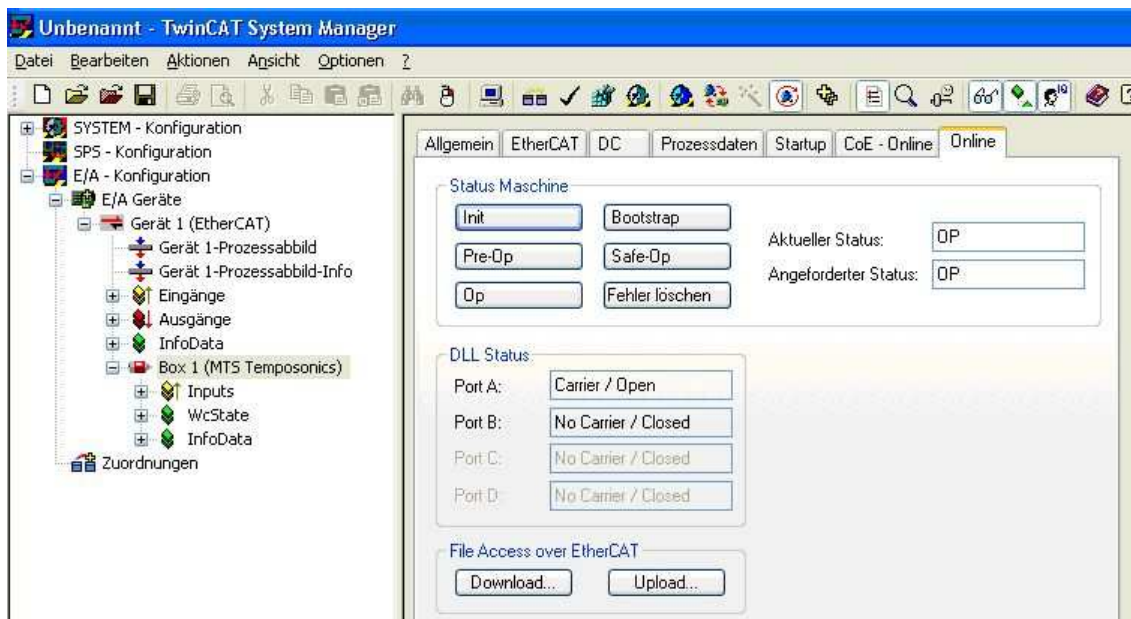 Unbenannt - TwinCAT System Manager
Datei Bearbeiten Aktionen Ansicht Optionen ?
SYSTEM - Konfiguration
SPS - Konfiguration
E/A - Konfiguration
E/A Geräte
Gerät 1 (EtherCAT)
Gerät 1-Prozessabbild
Gerät 1-Prozessabbild-Info
Eingänge
Ausgänge
InfoData
Box 1 (MTS Temposonics)
Inputs
WcState
InfoData
Zuordnungen
Allgemein EtherCAT DC Prozessdaten Startup CoE - Online Online
Status Maschine
Init Bootstrap
Pre-Op Safe-Op
Op Fehler löschen
Aktueller Status: OP
Angeforderter Status: OP
DLL Status
Port A: Carrier / Open
Port B: No Carrier / Closed
Port C: No Carrier / Closed
Port D: No Carrier / Closed
File Access over EtherCAT
Download... Upload...